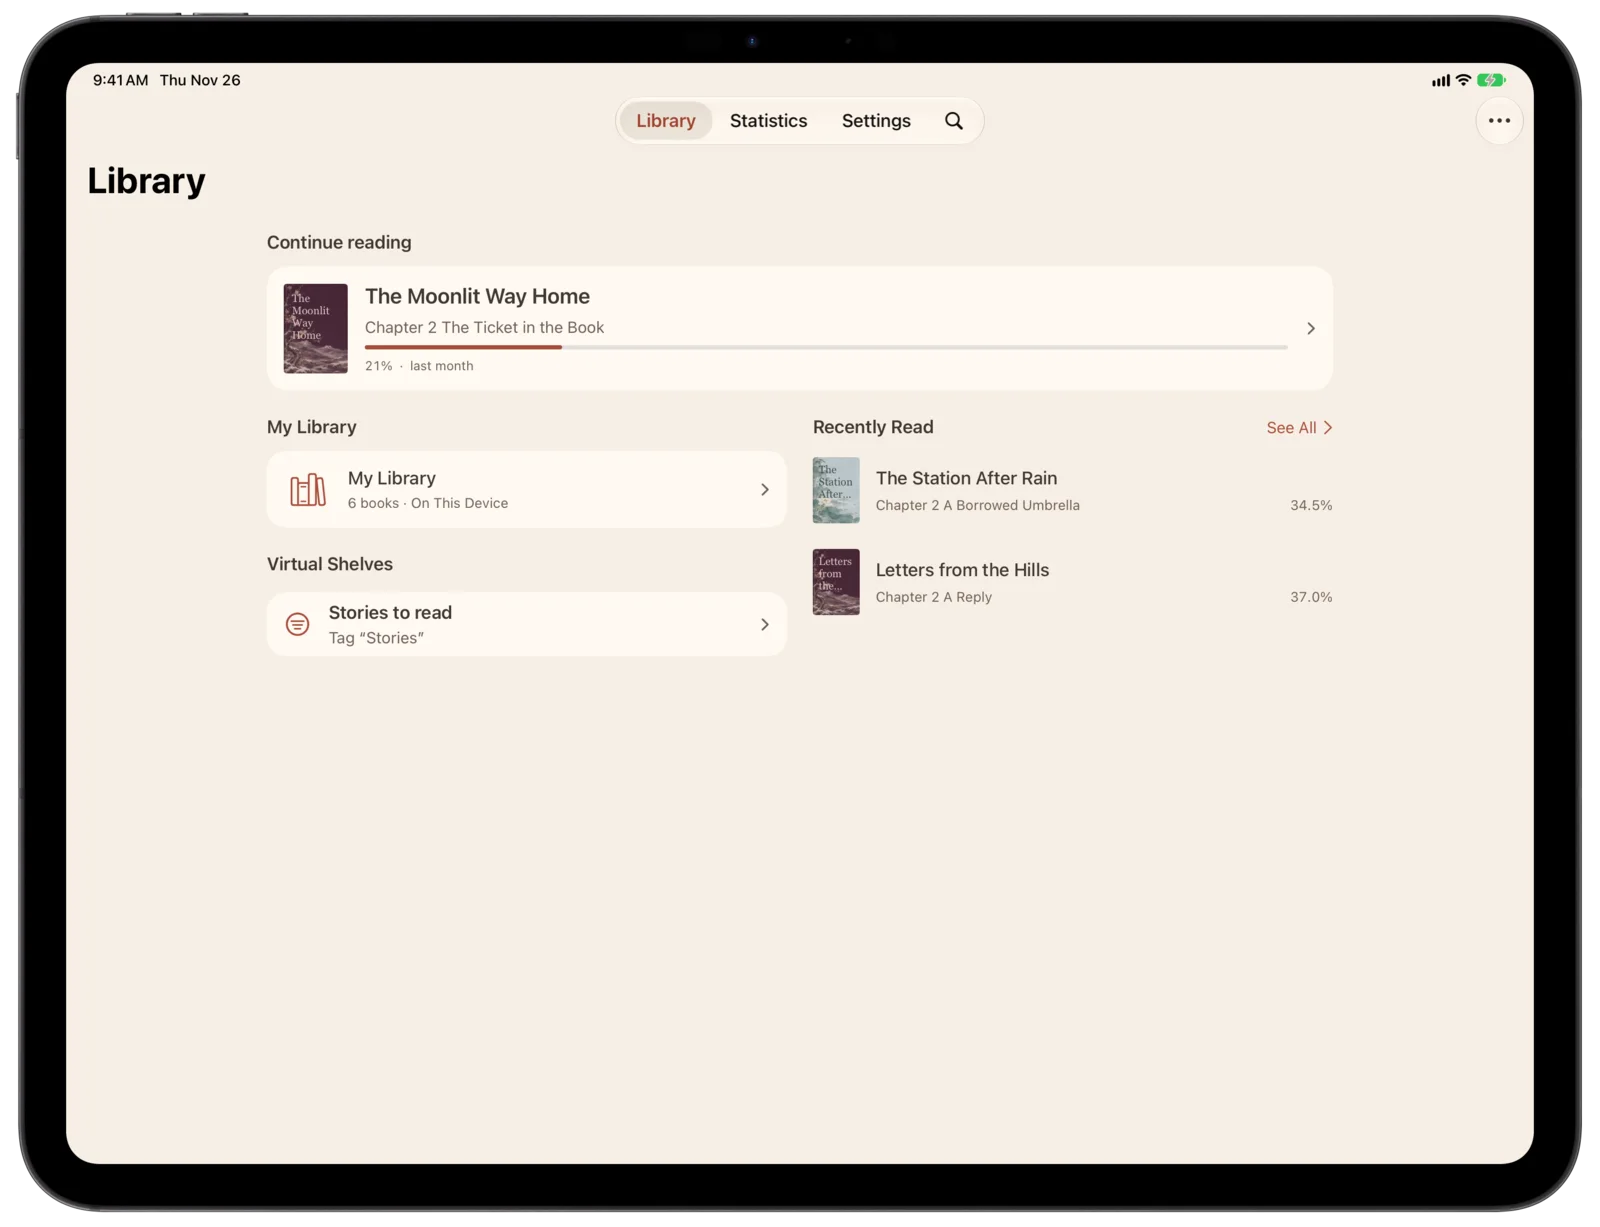 9:41 AM Thu Nov 26
Library Statistics Settings
Library
Continue reading
The
Moonlit
Way
Home
The Moonlit Way Home
Chapter 2 The Ticket in the Book
21% · last month
My Library
My Library
6 books · On This Device
Virtual Shelves
Stories to read
Tag “Stories”
Recently Read
See All
The
Station
After...
The Station After Rain
Chapter 2 A Borrowed Umbrella
34.5%
Letters
from
the...
Letters from the Hills
Chapter 2 A Reply
37.0%